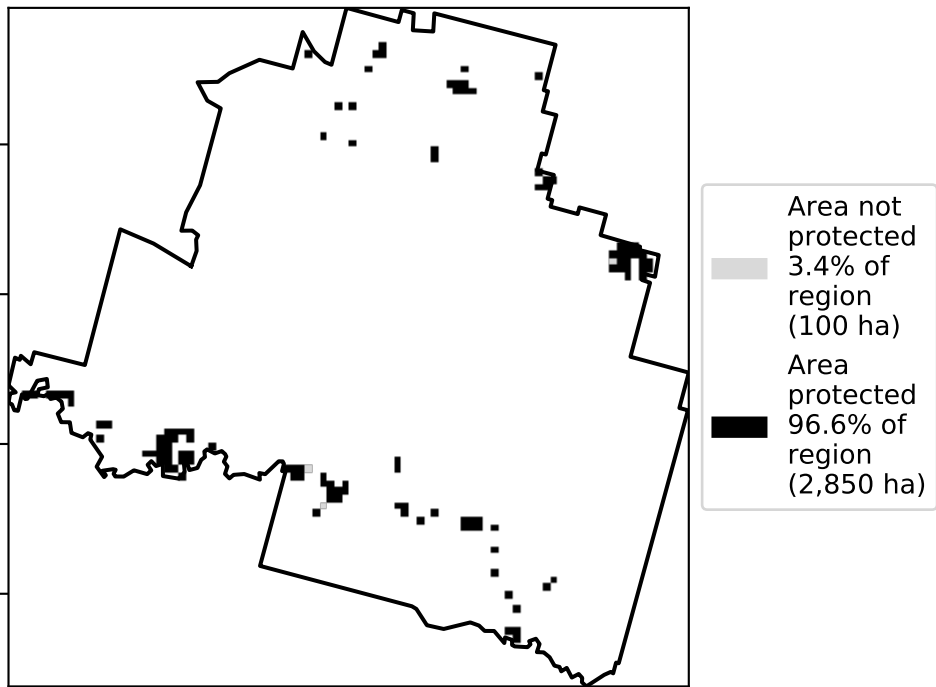 Area not
protected
3.4% of
region
(100 ha)
Area
protected
96.6% of
region
(2,850 ha)